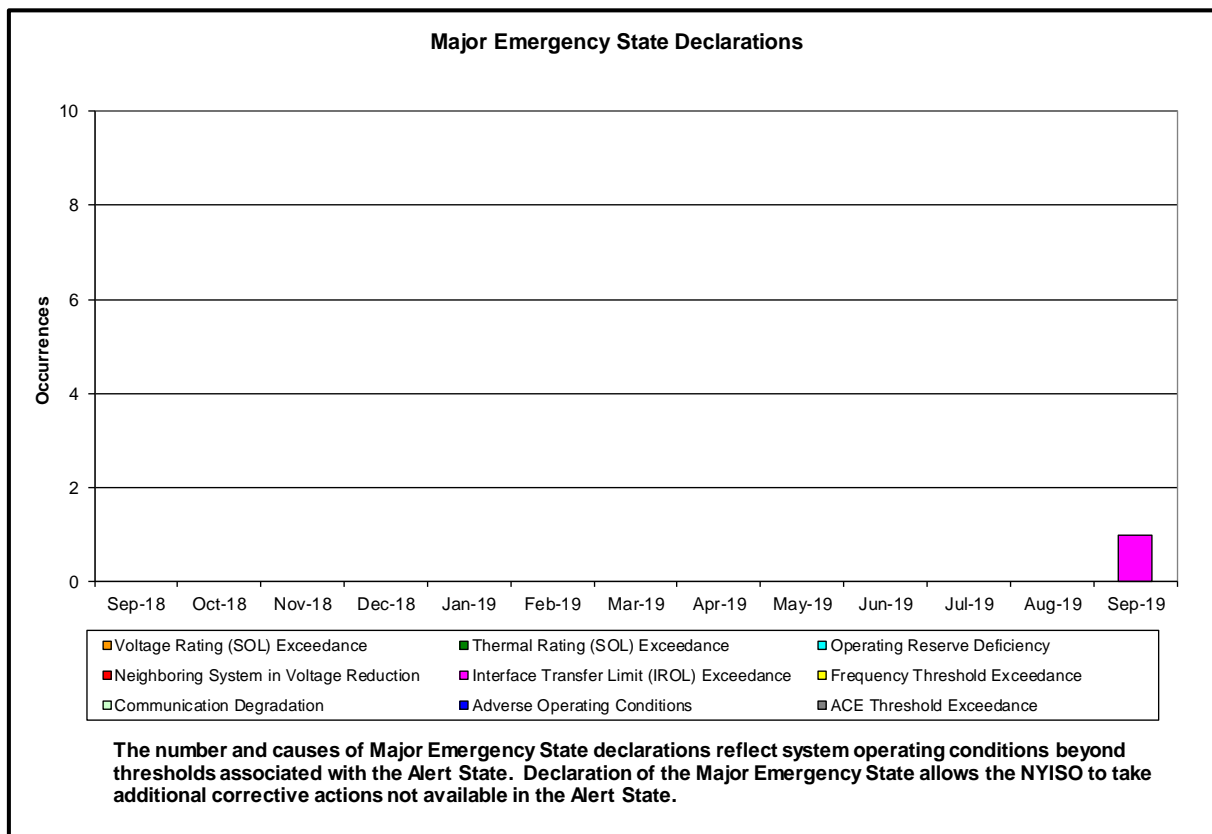 Major Emergency State Declarations
10
8
6
4
2
0
Occurrences
Sep-18 Oct-18 Nov-18 Dec-18 Jan-19 Feb-19 Mar-19 Apr-19 May-19 Jun-19 Jul-19 Aug-19 Sep-19
Voltage Rating (SOL) Exceedance Thermal Rating (SOL) Exceedance Operating Reserve Deficiency
Neighboring System in Voltage Reduction Interface Transfer Limit (IROL) Exceedance Frequency Threshold Exceedance
Communication Degradation Adverse Operating Conditions ACE Threshold Exceedance
The number and causes of Major Emergency State declarations reflect system operating conditions beyond
thresholds associated with the Alert State.  Declaration of the Major Emergency State allows the NYISO to take
additional corrective actions not available in the Alert State.